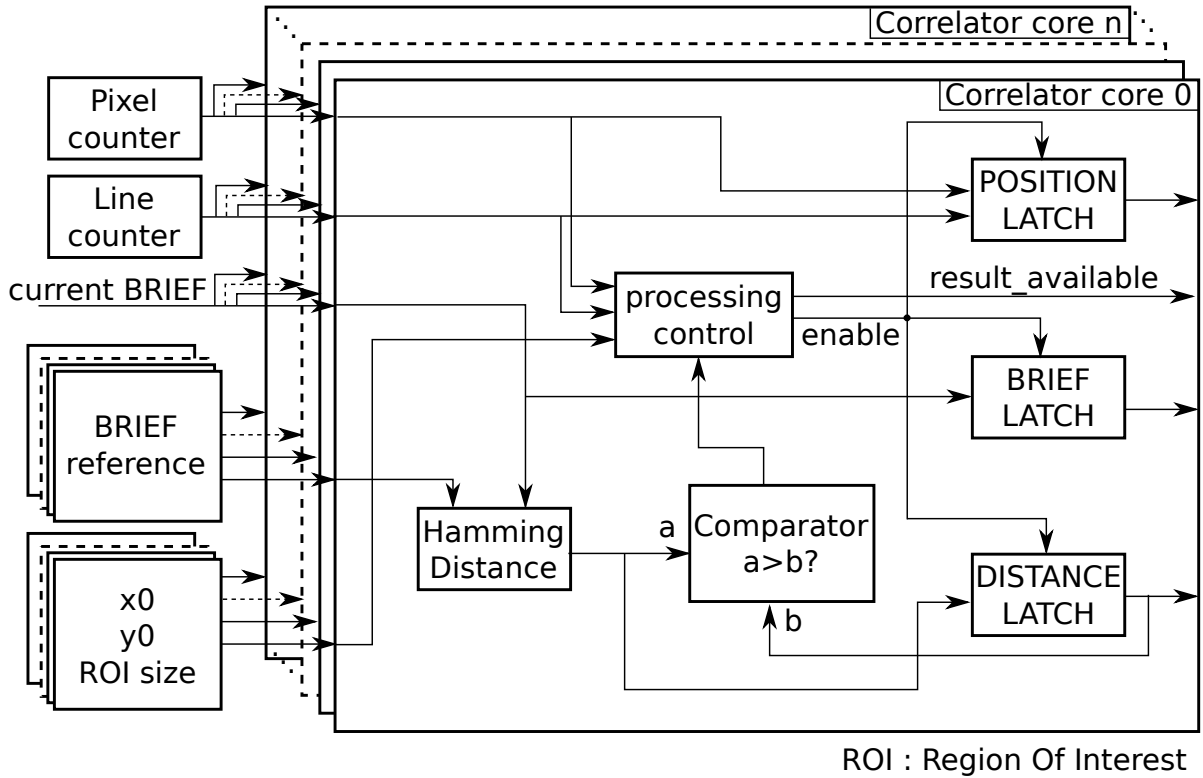 Correlator core n
Correlator core 0
Pixel
counter
Line
counter
current BRIEF
BRIEF
reference
x0
y0
ROI size
processing
control
result_available
enable
POSITION
LATCH
BRIEF
LATCH
Hamming
Distance
a
Comparator
a>b?
b
DISTANCE
LATCH
ROI : Region Of Interest